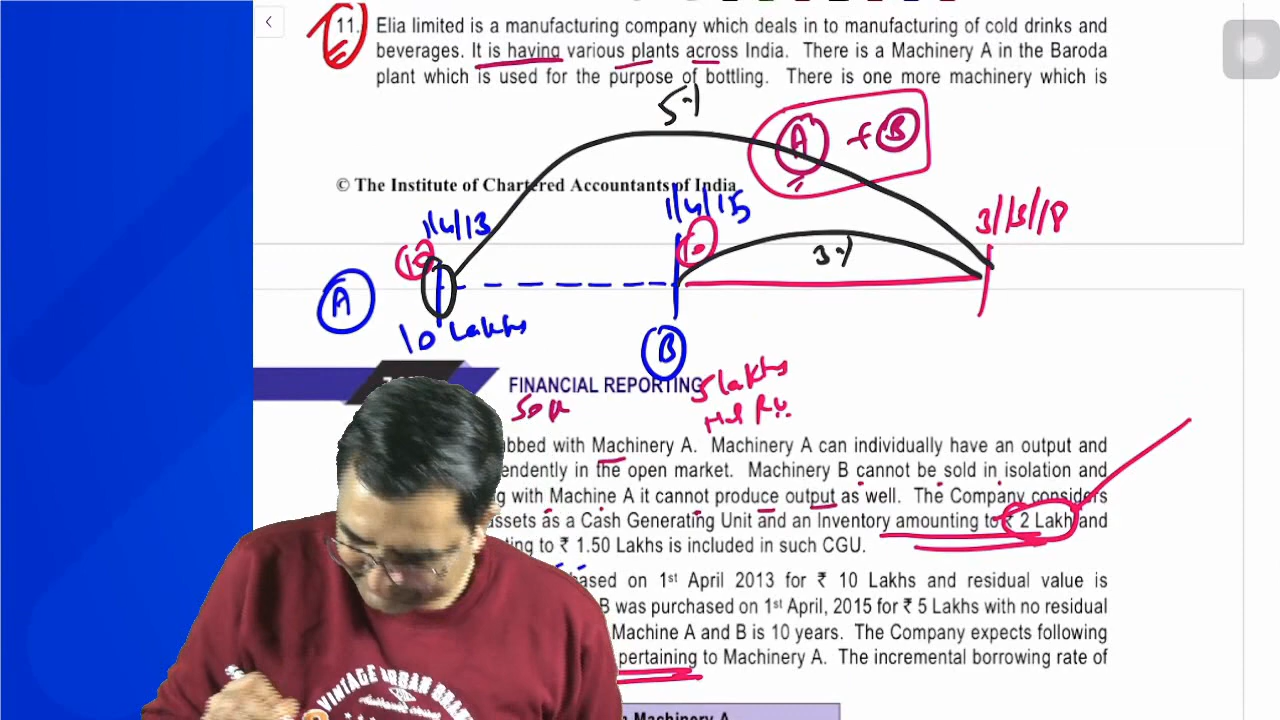 11. Elia limited is a manufacturing company which deals in to manufacturing of cold drinks and
beverages. It is having various plants across India. There is a Machinery A in the Baroda
plant which is used for the purpose of bottling. There is one more machinery which is
5
A + B
© The Institute of Chartered Accountants of India
1/4/13
1/4/15
10
3
A
10 Lakhs
B
FINANCIAL REPORTING
5 lakhs
bbed with Machinery A. Machinery A can individually have an output and
endently in the open market. Machinery B cannot be sold in isolation and
g with Machine A it cannot produce output as well. The Company considers
assets as a Cash Generating Unit and an Inventory amounting to ₹ 2 Lakh and
ting to ₹ 1.50 Lakhs is included in such CGU.
ased on 1st April 2013 for ₹ 10 Lakhs and residual value is
B was purchased on 1st April, 2015 for ₹ 5 Lakhs with no residual
Machine A and B is 10 years. The Company expects following
pertaining to Machinery A. The incremental borrowing rate of
Machinery A
VINTAGE